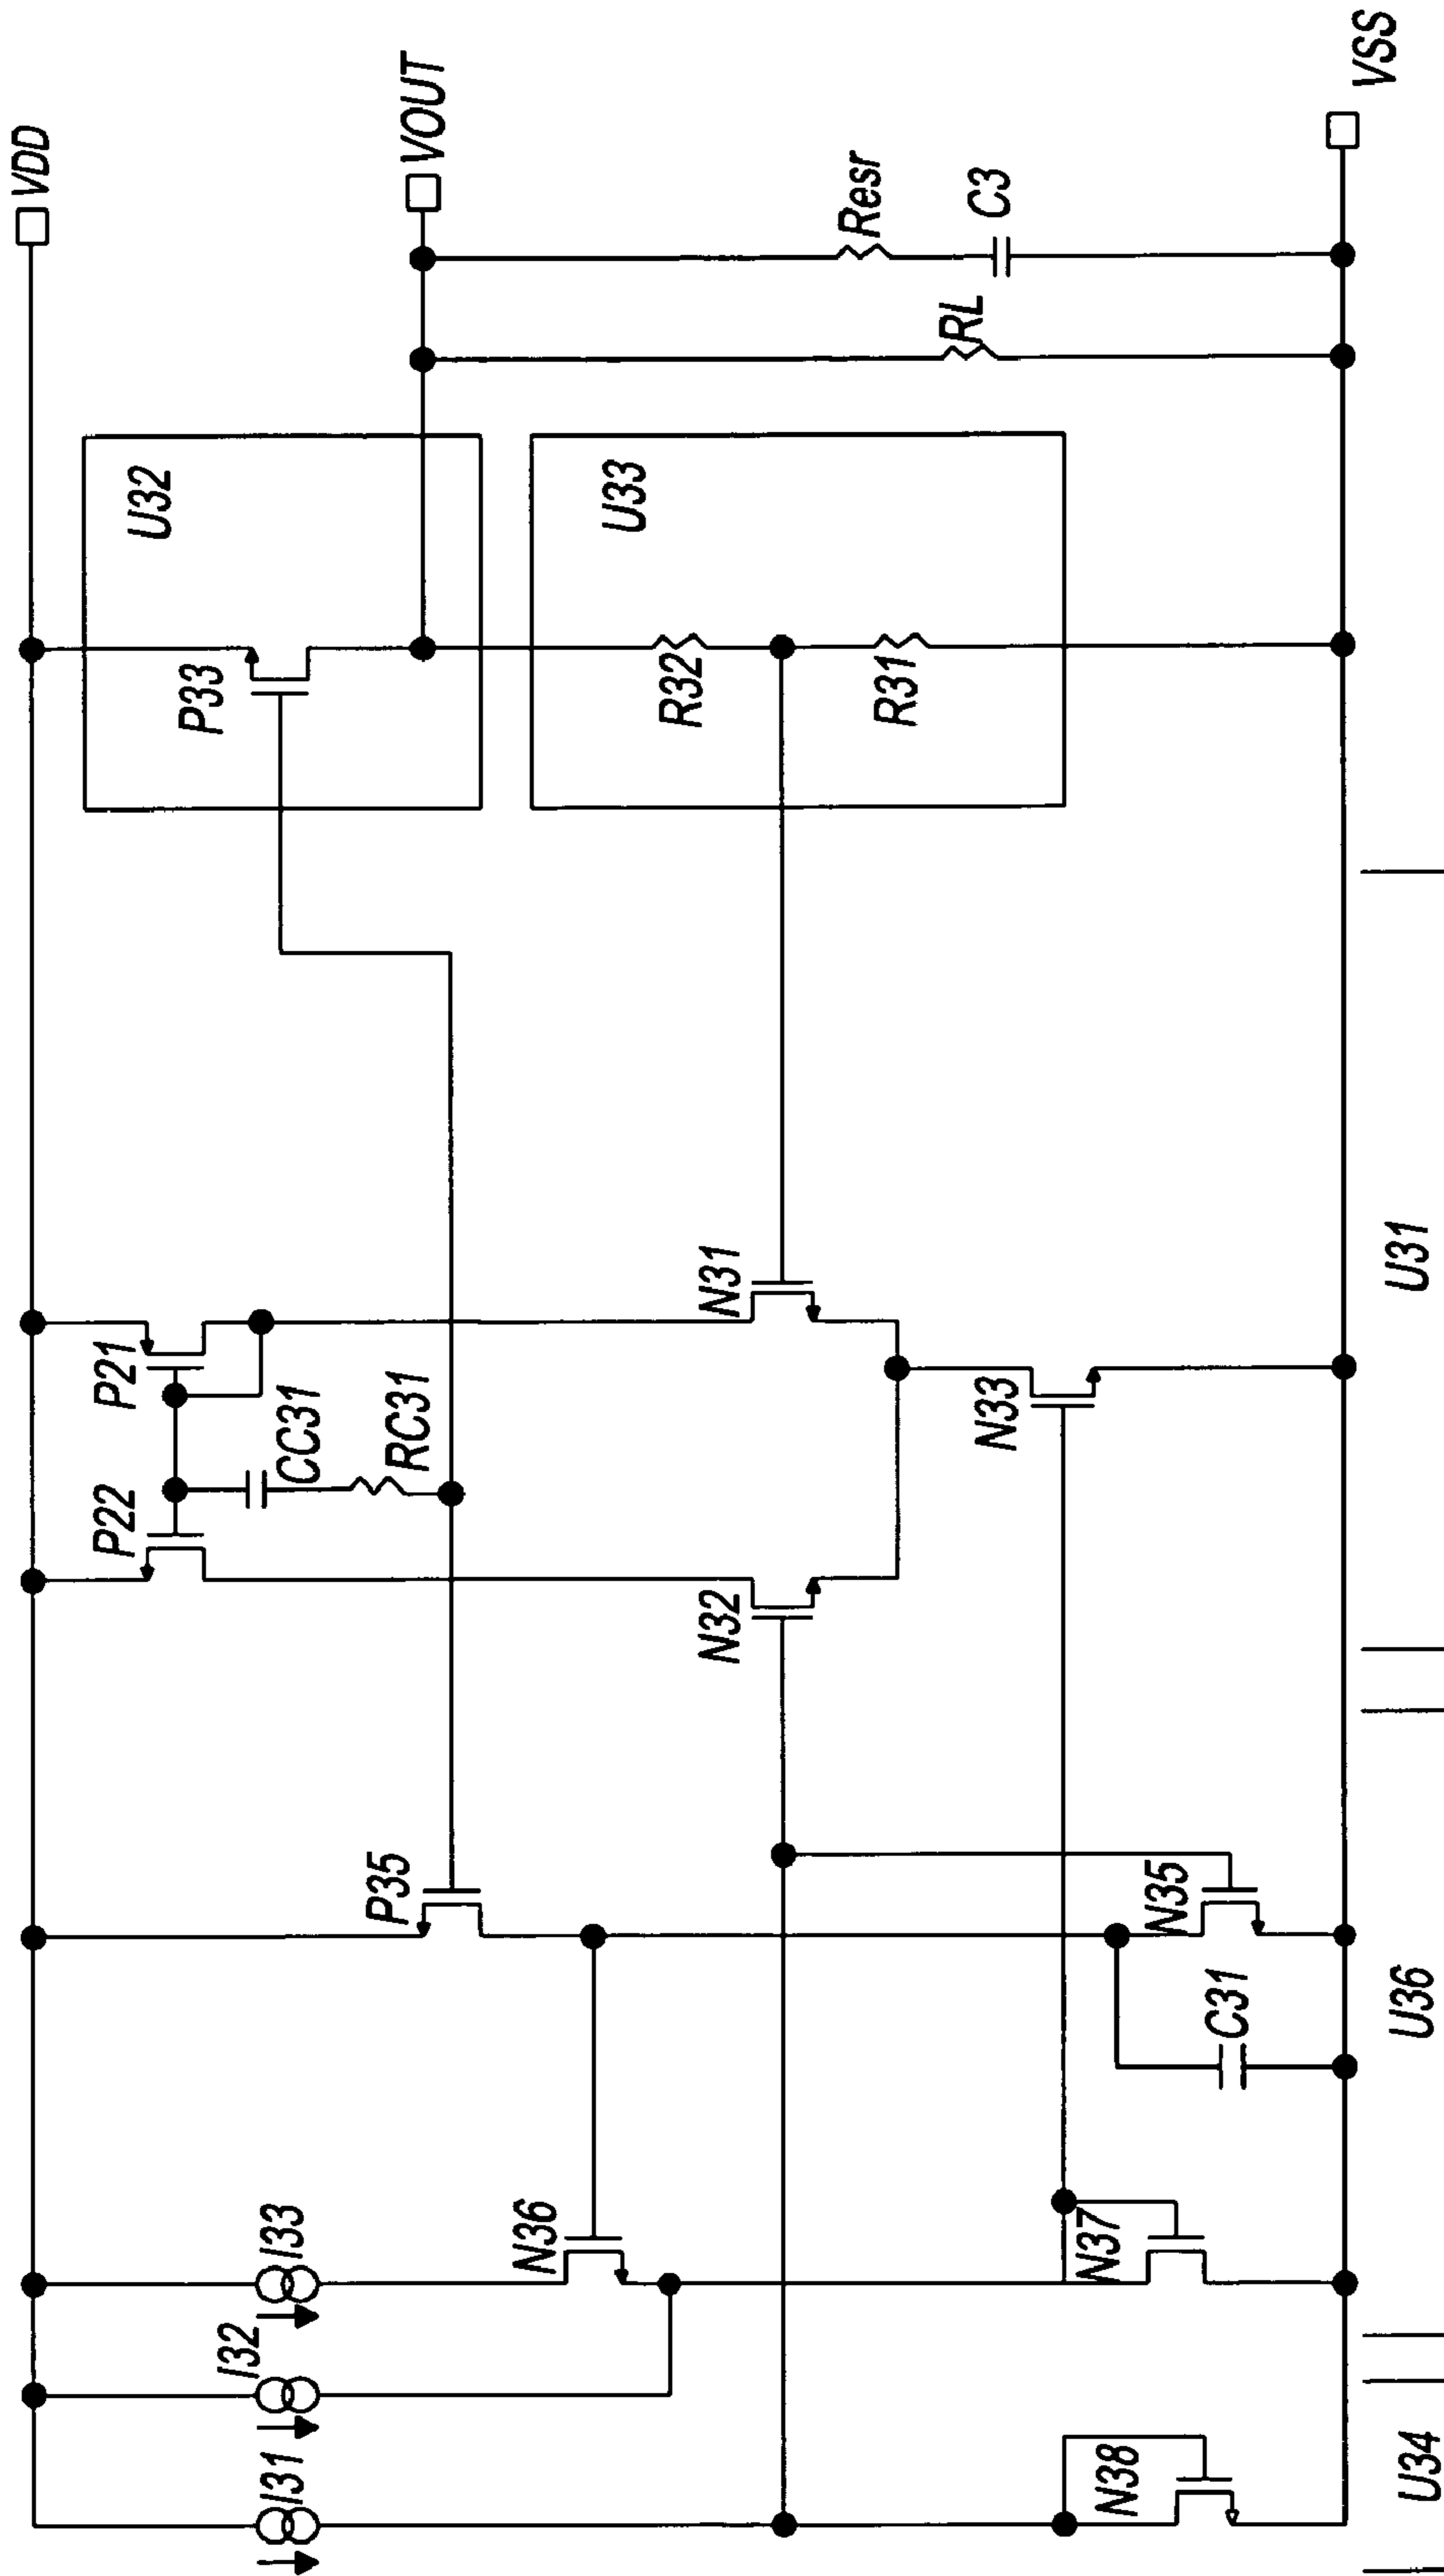 VDD
VOUT
VSS
U32
P33
U33
R32
R31
RL
Resr
C3
P21
P22
CC31
RC31
N31
N32
N33
P35
N35
C31
I33
I32
I31
N36
N37
N38
U34
U36
U31